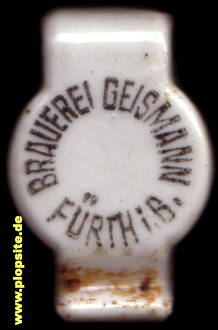 BRAUEREI GEISMANN
FÜRTH i. B.
www.plopsite.de